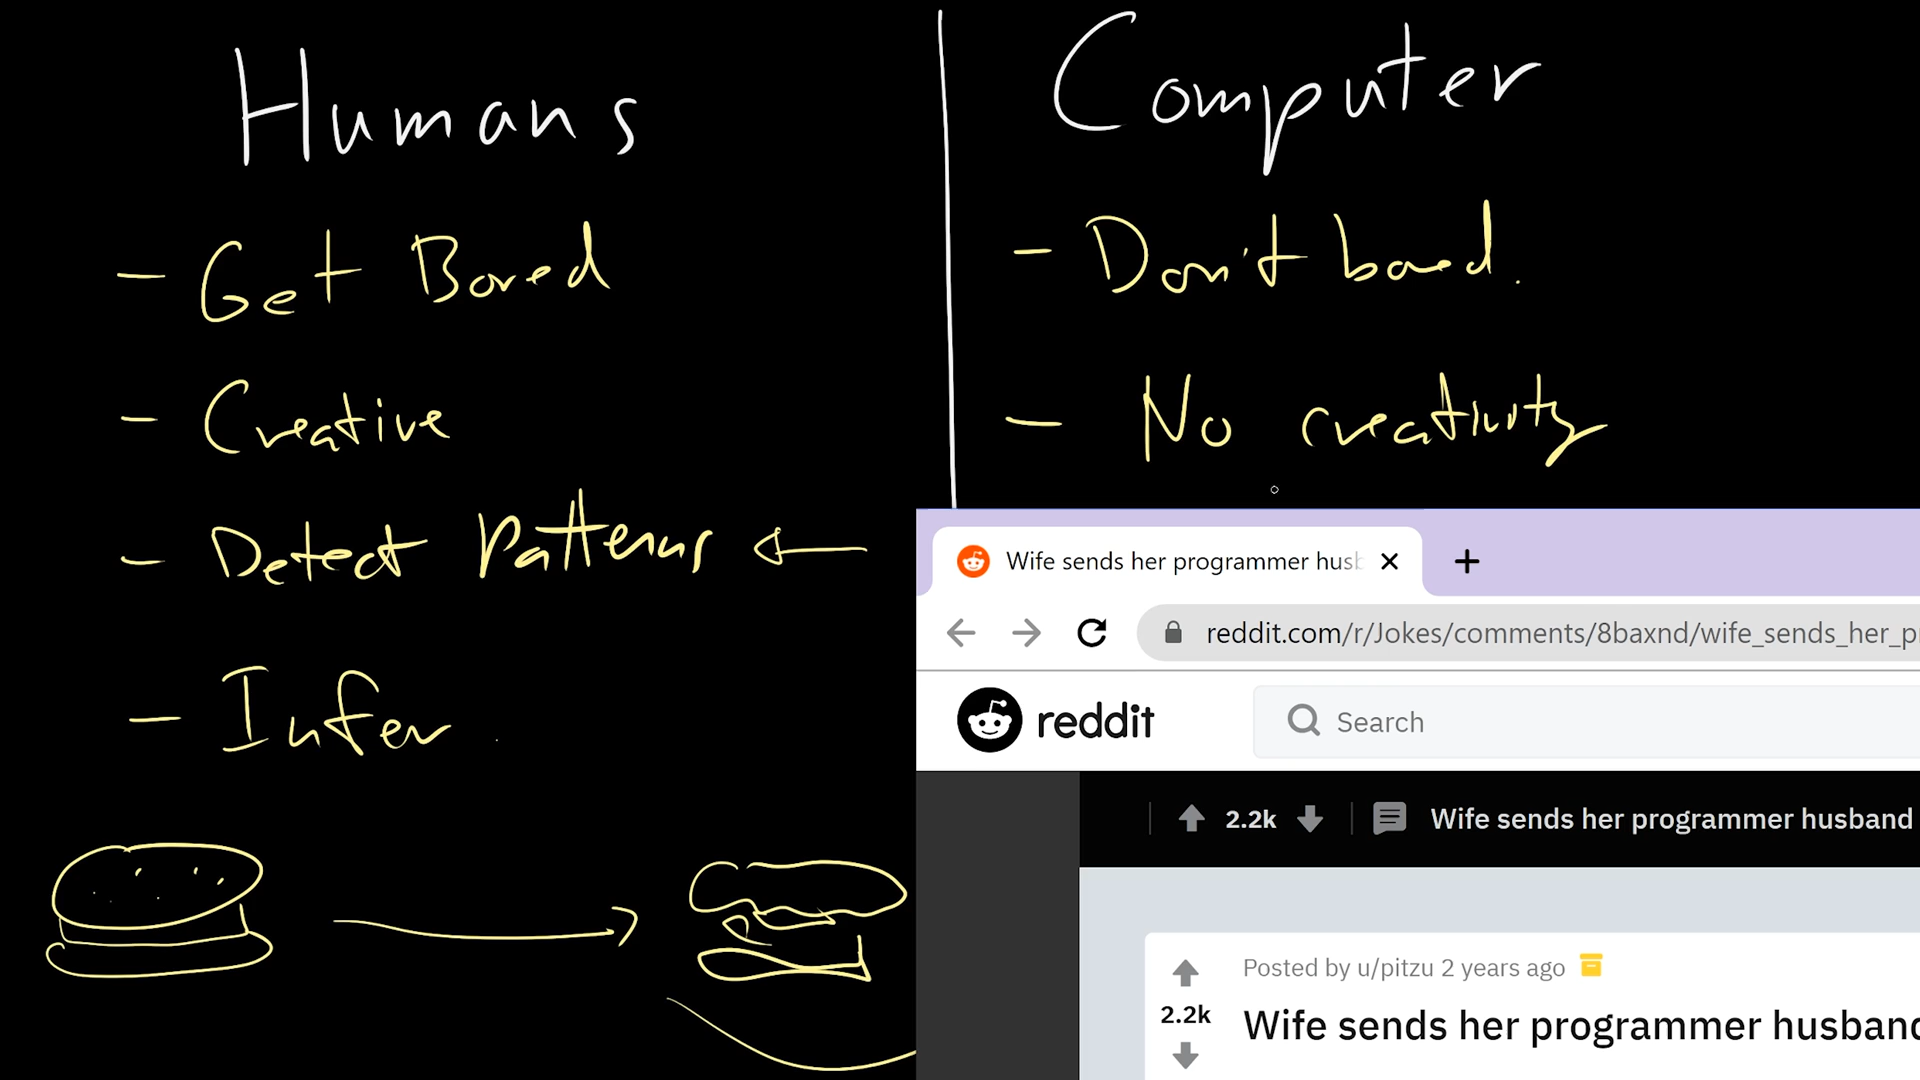 Humans
- Get Bored
- Creative
- Detect Patterns ←
- Infer
Computer
- Don't bored.
- No creativity
Wife sends her programmer husb
reddit.com/r/Jokes/comments/8baxnd/wife_sends_her_p
reddit
Search
2.2k
Wife sends her programmer husband
Posted by u/pitzu 2 years ago
2.2k
Wife sends her programmer husband